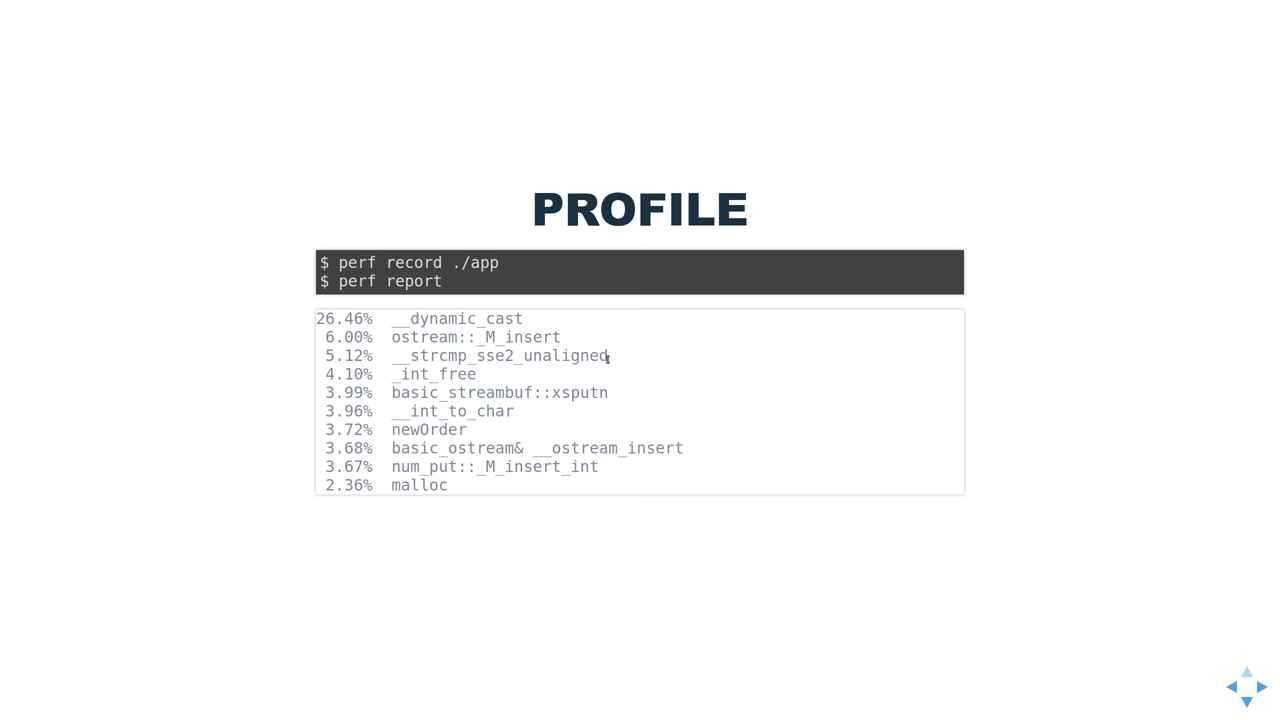 PROFILE
$ perf record ./app
$ perf report
26.46%  __dynamic_cast
6.00%  ostream::_M_insert
5.12%  __strcmp_sse2_unaligned
4.10%  _int_free
3.99%  basic_streambuf::xsputn
3.96%  __int_to_char
3.72%  newOrder
3.68%  basic_ostream& __ostream_insert
3.67%  num_put::_M_insert_int
2.36%  malloc